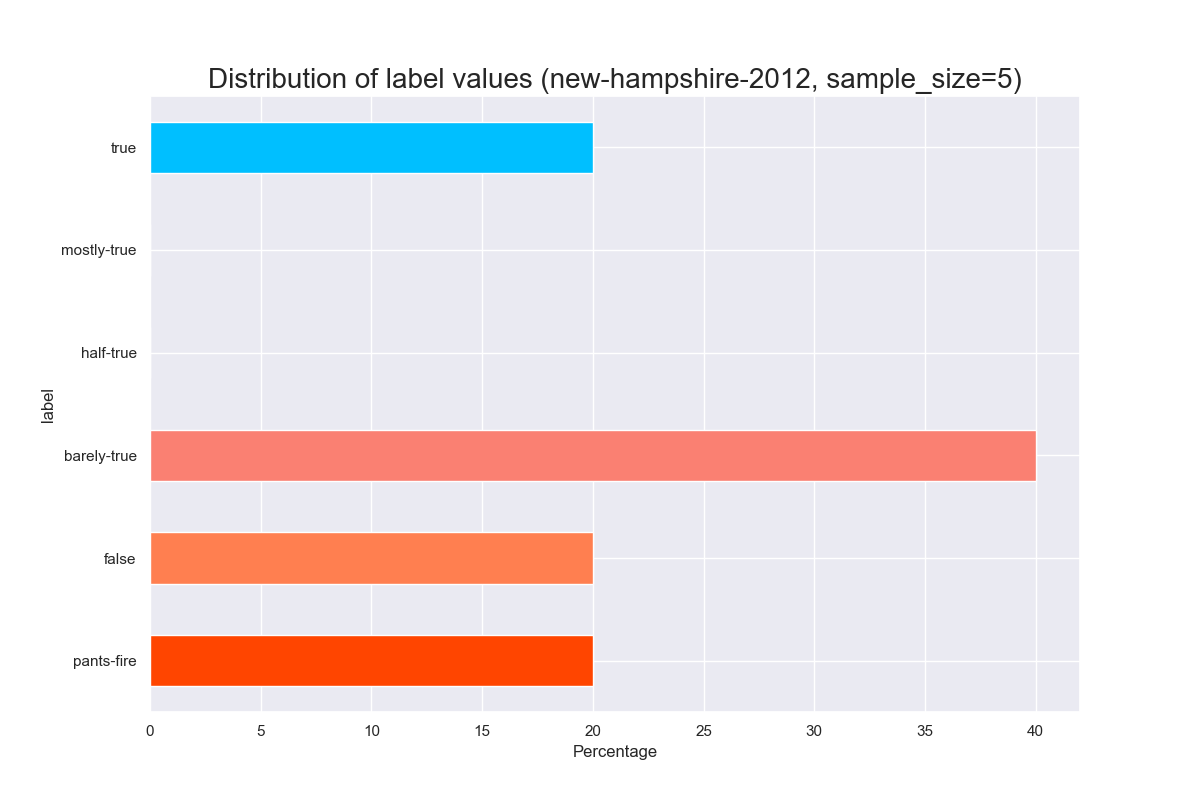 Distribution of label values (new-hampshire-2012, sample_size=5)
true
mostly-true
half-true
label
barely-true
false
pants-fire
0 5 10 15 20 25 30 35 40
Percentage